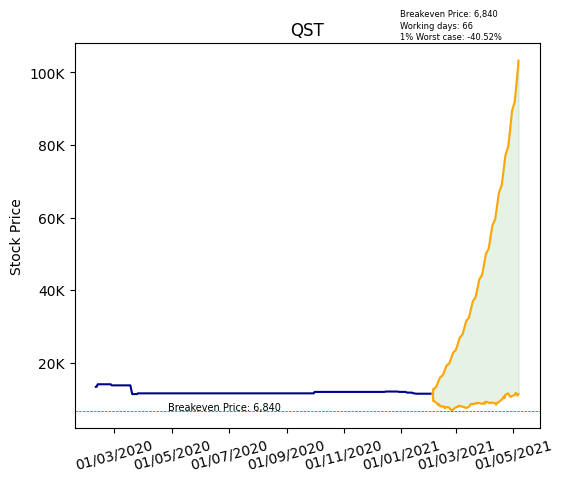 Breakeven Price: 6,840
Working days: 66
1% Worst case: -40.52%
QST
Stock Price
100K
80K
60K
40K
20K
Breakeven Price: 6,840
01/03/2020
01/05/2020
01/07/2020
01/09/2020
01/11/2020
01/01/2021
01/03/2021
01/05/2021